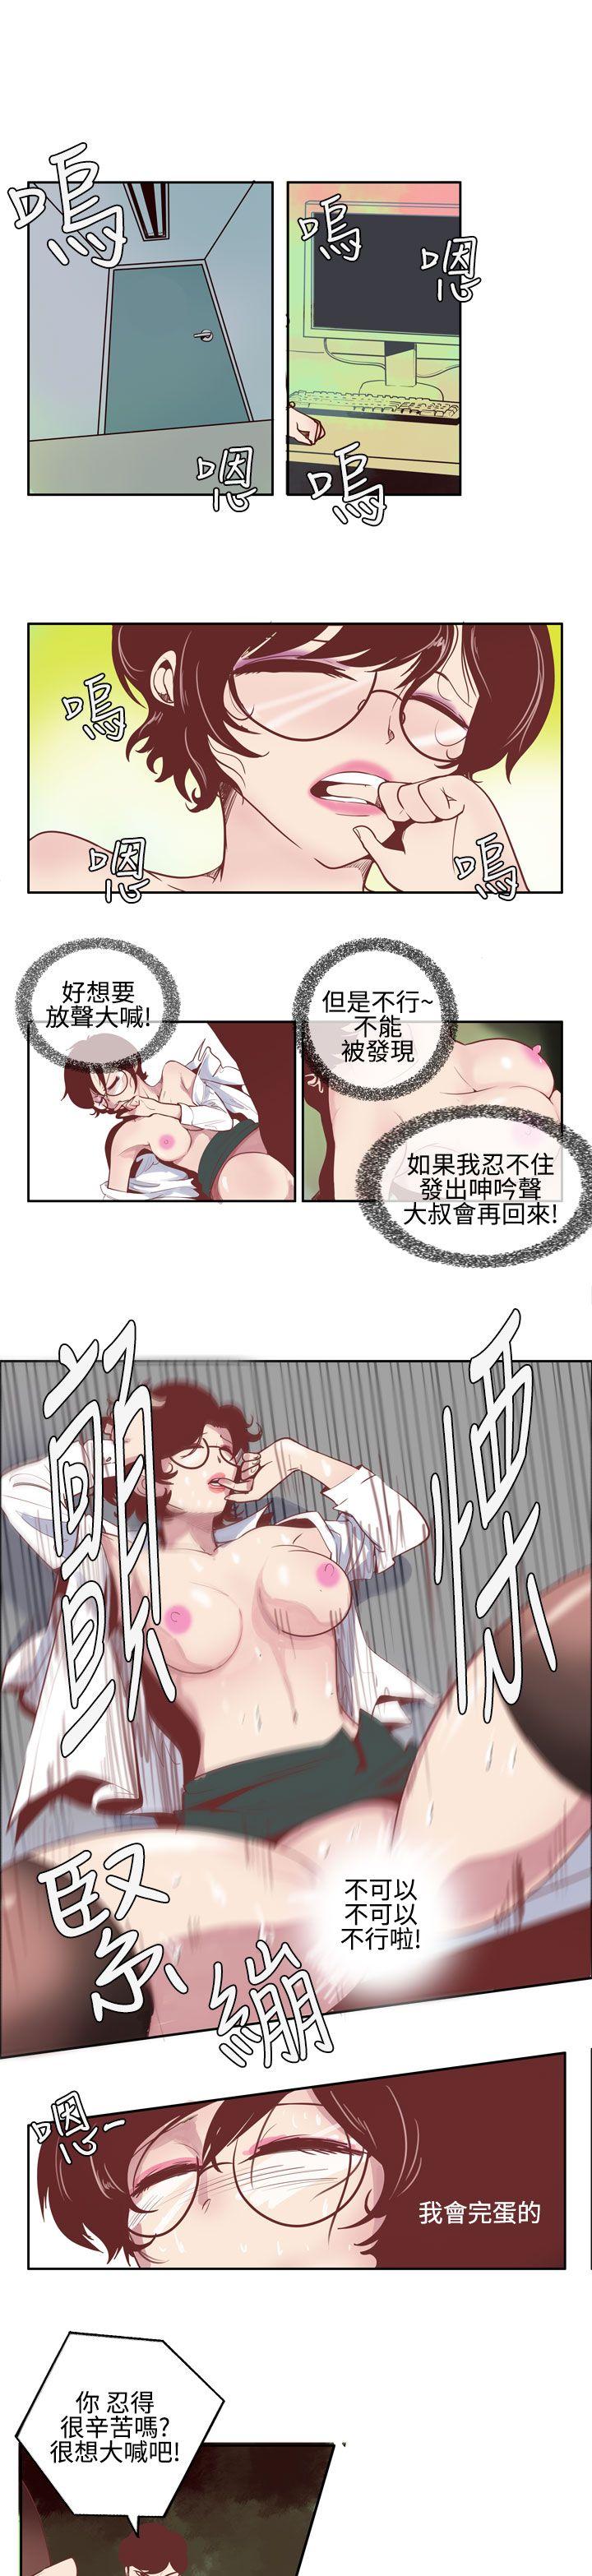 嗚
嗯
嗚
嗯
嗚
嗚
嗯
嗚
好想要
放聲大喊!
但是不行~
不能
被發現
如果我忍不住
發出呻吟聲
大叔會再回來!
顫
悟
緊
繃
不可以
不可以
不行啦!
嗯~
我會完蛋的
你 忍得
很辛苦嗎?
很想大喊吧!